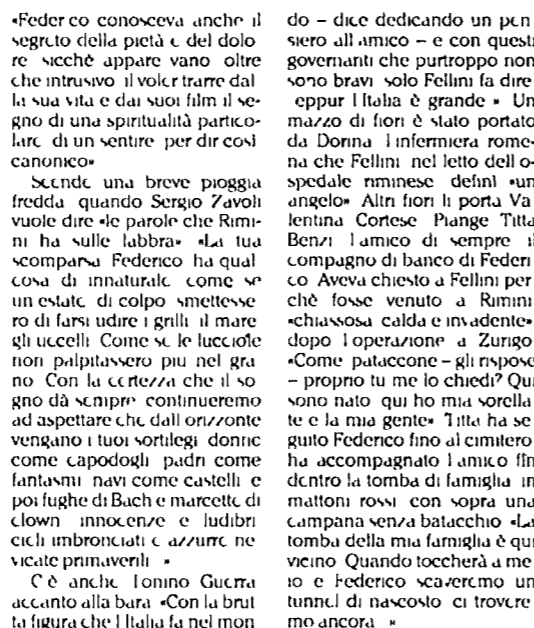 «Federico conosceva anche il
segreto della pietà e del dolo
re sicchè appare vano oltre
che intrusivo il voler trarre dal
la sua vita e dai suoi film il se-
gno di una spiritualità partico-
lare di un sentire per dir così
canonico»
Scende una breve pioggia
fredda quando Sergio Zavoli
vuole dire «le parole che Rimi-
ni ha sulle labbra» «La tua
scomparsa Federico ha qual
cosa di innaturale come se
un estate di colpo smettesse
ro di farsi udire i grilli il mare
gli uccelli Come se le lucciole
non palpitassero piu nel gra
no Con la certezza che il so
gno dà sempre continueremo
ad aspettare che dall orizzonte
vengano i tuoi sortilegi donne
come capodogli padri come
fantasmi navi come castelli e
poi fughe di Bach e marcette di
clown innocenze e ludibri
cieli imbronciati e azzurre ne
vicate primaverili »
C è anche Tonino Guerra
accanto alla bara «Con la brut
ta figura che l Italia fa nel mon
do – dice dedicando un pen
siero all amico – e con questi
governanti che purtroppo non
sono bravi solo Fellini fa dire
eppur l Italia è grande » Un
mazzo di fiori è stato portato
da Dorina l infermiera rome-
na che Fellini nel letto dell o-
spedale riminese definì «un
angelo» Altri fiori li porta Va
lentina Cortese Piange Titta
Benzi l amico di sempre il
compagno di banco di Federi
co Aveva chiesto a Fellini per
chè fosse venuto a Rimini
«chiassosa calda e invadente»
dopo l operazione a Zurigo
«Come pataccone – gli rispose
– proprio tu me lo chiedi? Qui
sono nato qui ho mia sorella
te e la mia gente» Titta ha se
guito Federico fino al cimitero
ha accompagnato l amico fin
dentro la tomba di famiglia in
mattoni rossi con sopra una
campana senza batacchio «La
tomba della mia famiglia è qui
vicino Quando toccherà a me
io e Federico scaveremo un
tunnel di nascosto ci trovere
mo ancora »